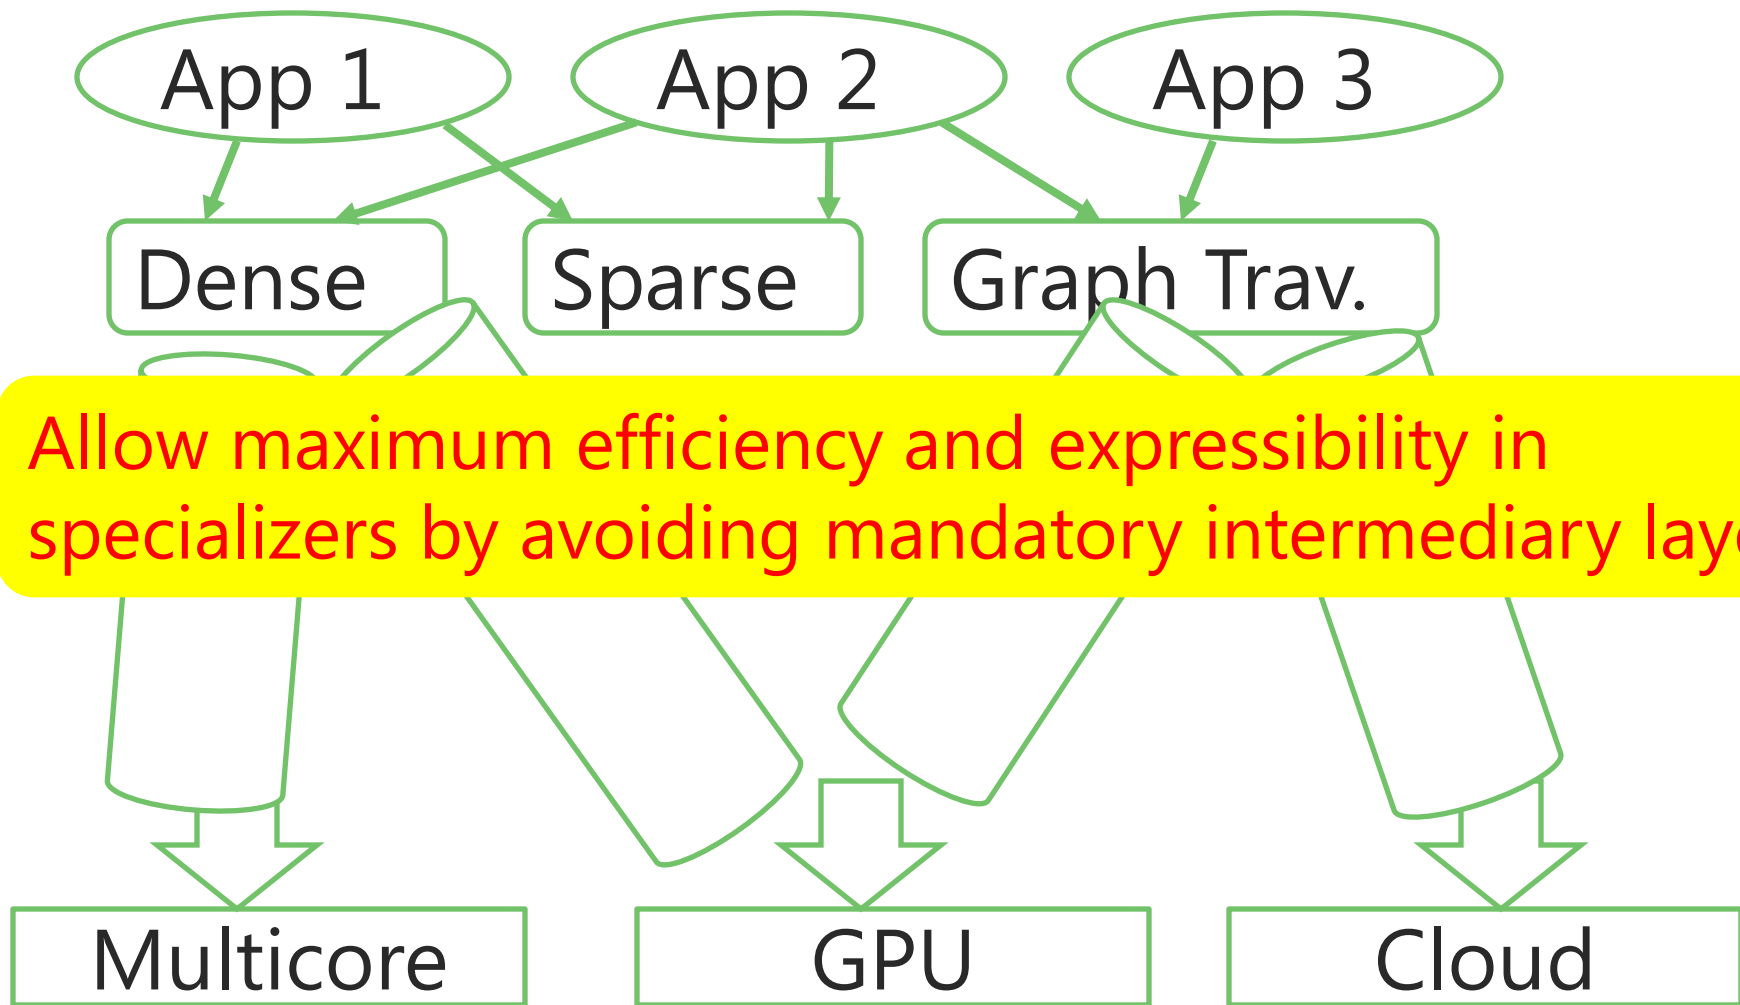 App 1 App 2 App 3
Dense Sparse Graph Trav.
Allow maximum efficiency and expressibility in
specializers by avoiding mandatory intermediary
Multicore GPU Cloud